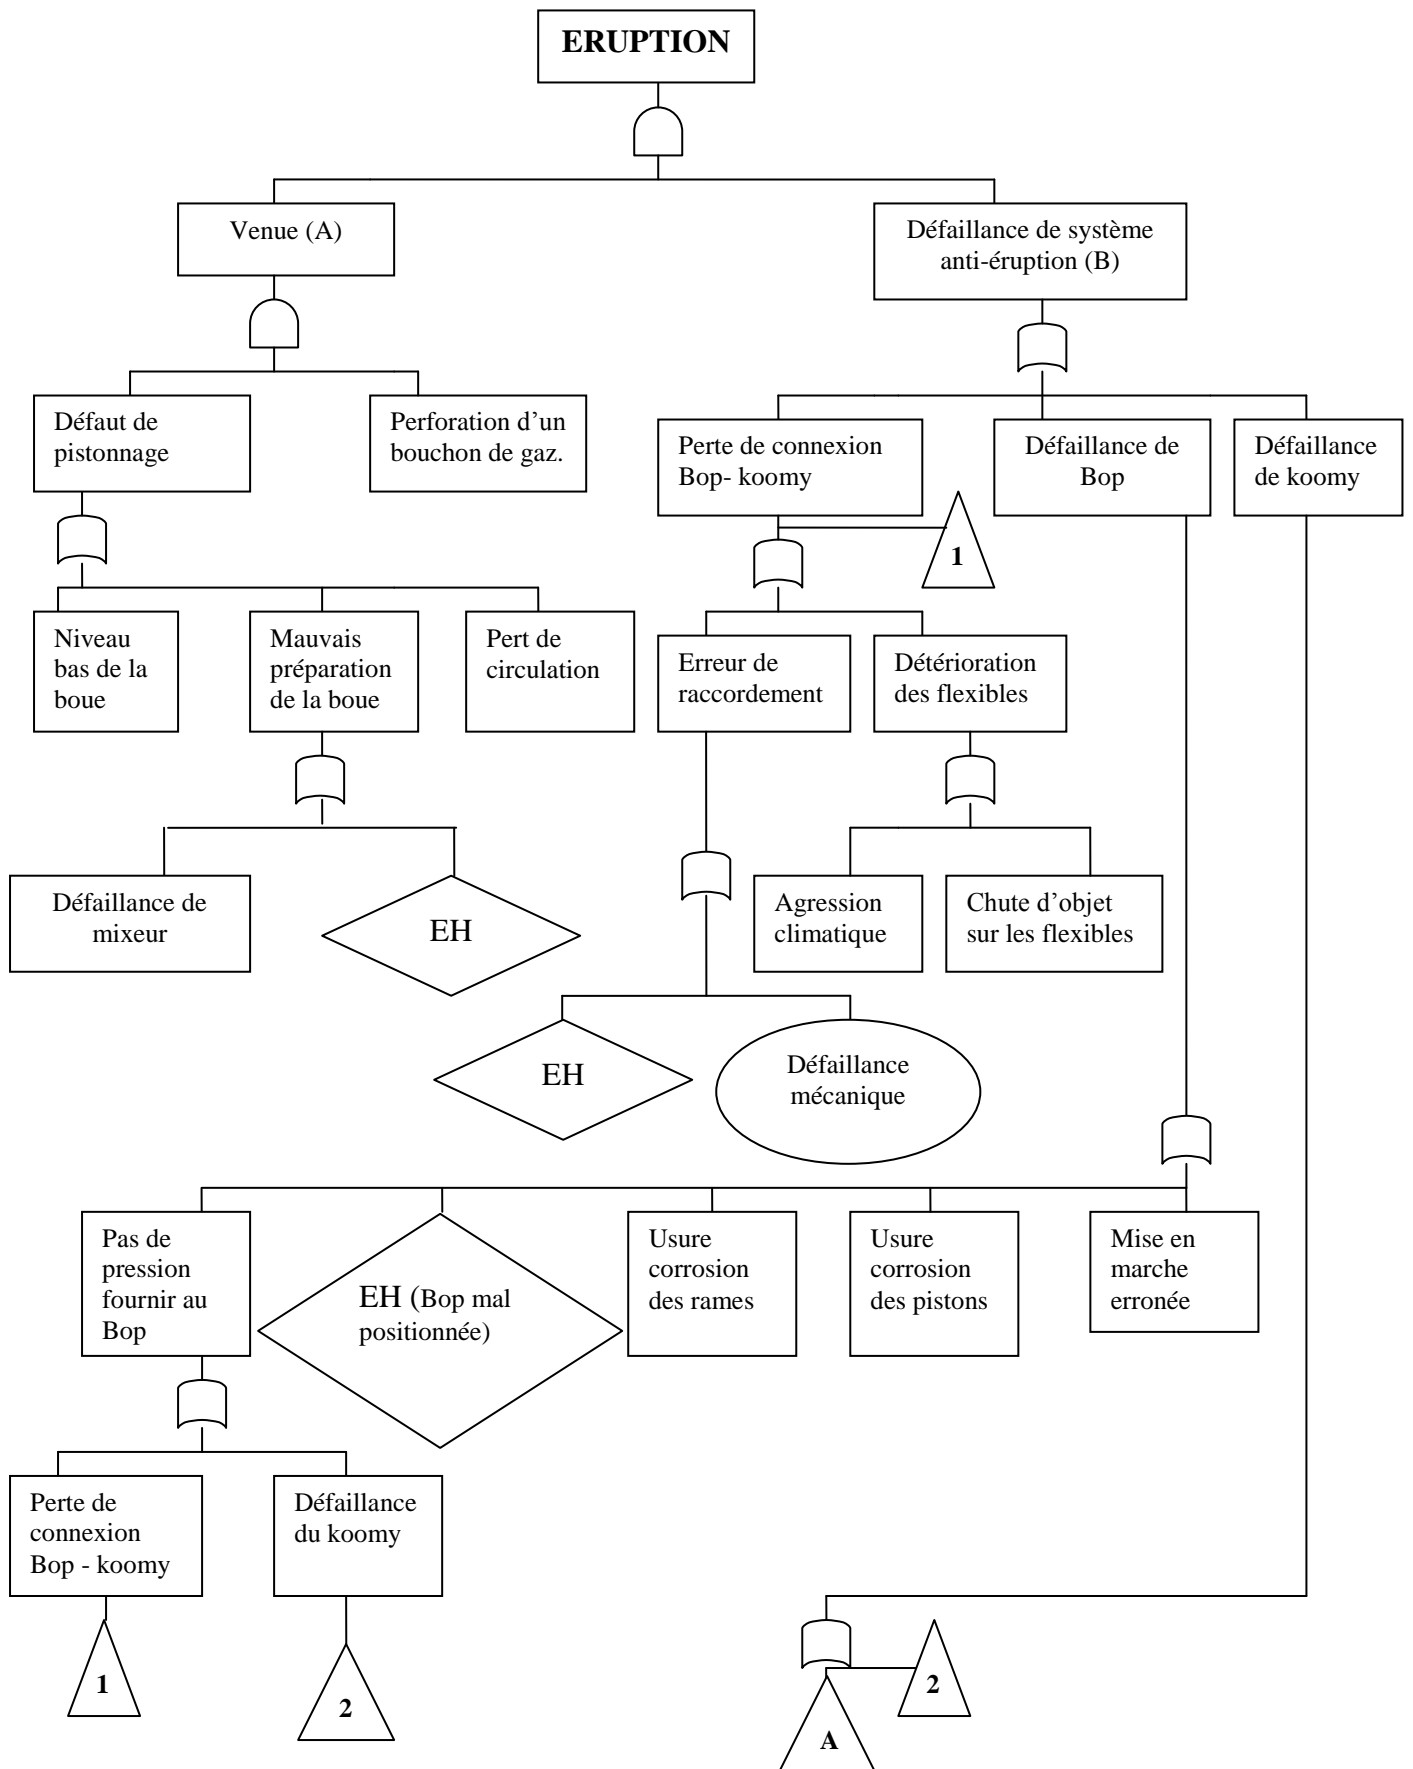 ERUPTION
Venue (A)
Défaillance de système
anti-éruption (B)
Défaut de
pistonnage
Perforation d’un
bouchon de gaz.
Perte de connexion
Bop- koomy
Défaillance de
Bop
Défaillance
de koomy
1
Niveau
bas de la
boue
Mauvais
préparation
de la boue
Pert de
circulation
Erreur de
raccordement
Détérioration
des flexibles
Défaillance de
mixeur
EH
Agression
climatique
Chute d’objet
sur les flexibles
EH
Défaillance
mécanique
Pas de
pression
fournir au
Bop
EH (Bop mal
positionnée)
Usure
corrosion
des rames
Usure
corrosion
des pistons
Mise en
marche
erronée
Perte de
connexion
Bop - koomy
Défaillance
du koomy
1
2
2
A